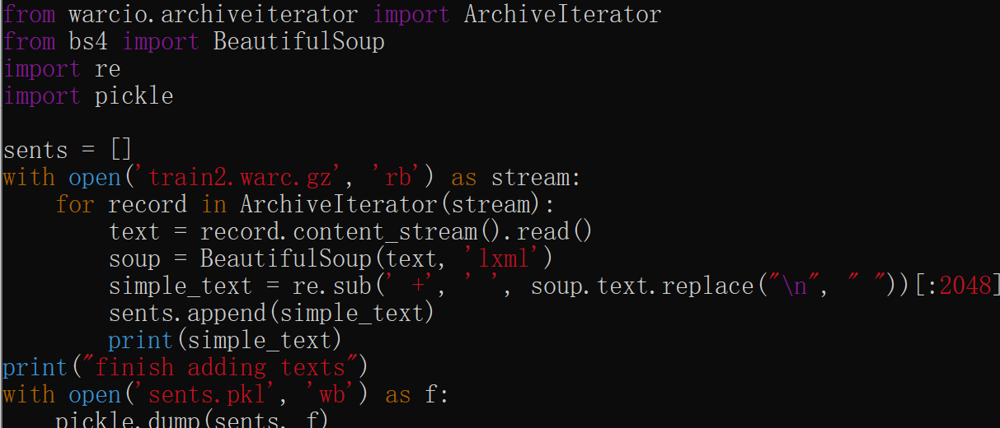 from warcio.archiveiterator import ArchiveIterator
from bs4 import BeautifulSoup
import re
import pickle

sents = []
with open('train2.warc.gz', 'rb') as stream:
    for record in ArchiveIterator(stream):
        text = record.content_stream().read()
        soup = BeautifulSoup(text, 'lxml')
        simple_text = re.sub(' +', ' ', soup.text.replace("\n", " "))[:2048]
        sents.append(simple_text)
        print(simple_text)
print("finish adding texts")
with open('sents.pkl', 'wb') as f:
    pickle.dump(sents, f)